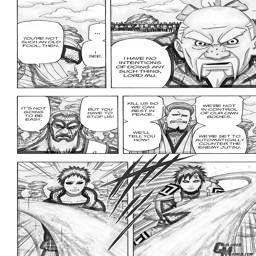 I HAVE NO
INTENTIONS
OF DOING ANY
SUCH THING,
LORD MU.
...
I
SEE.
YOU'RE NOT
SUCH AN OLD
FOOL, THEN.
WE'RE NOT
IN CONTROL
OF OUR OWN
BODIES.
WE'RE SET TO
AUTOMATICALLY
COUNTER THE
ENEMY JUTSU.
KILL US SO
WE CAN
REST IN
PEACE.
WE'LL
TELL YOU
HOW!
BUT YOU
HAVE TO
STOP US!
IT'S NOT
GOING TO
BE EASY.